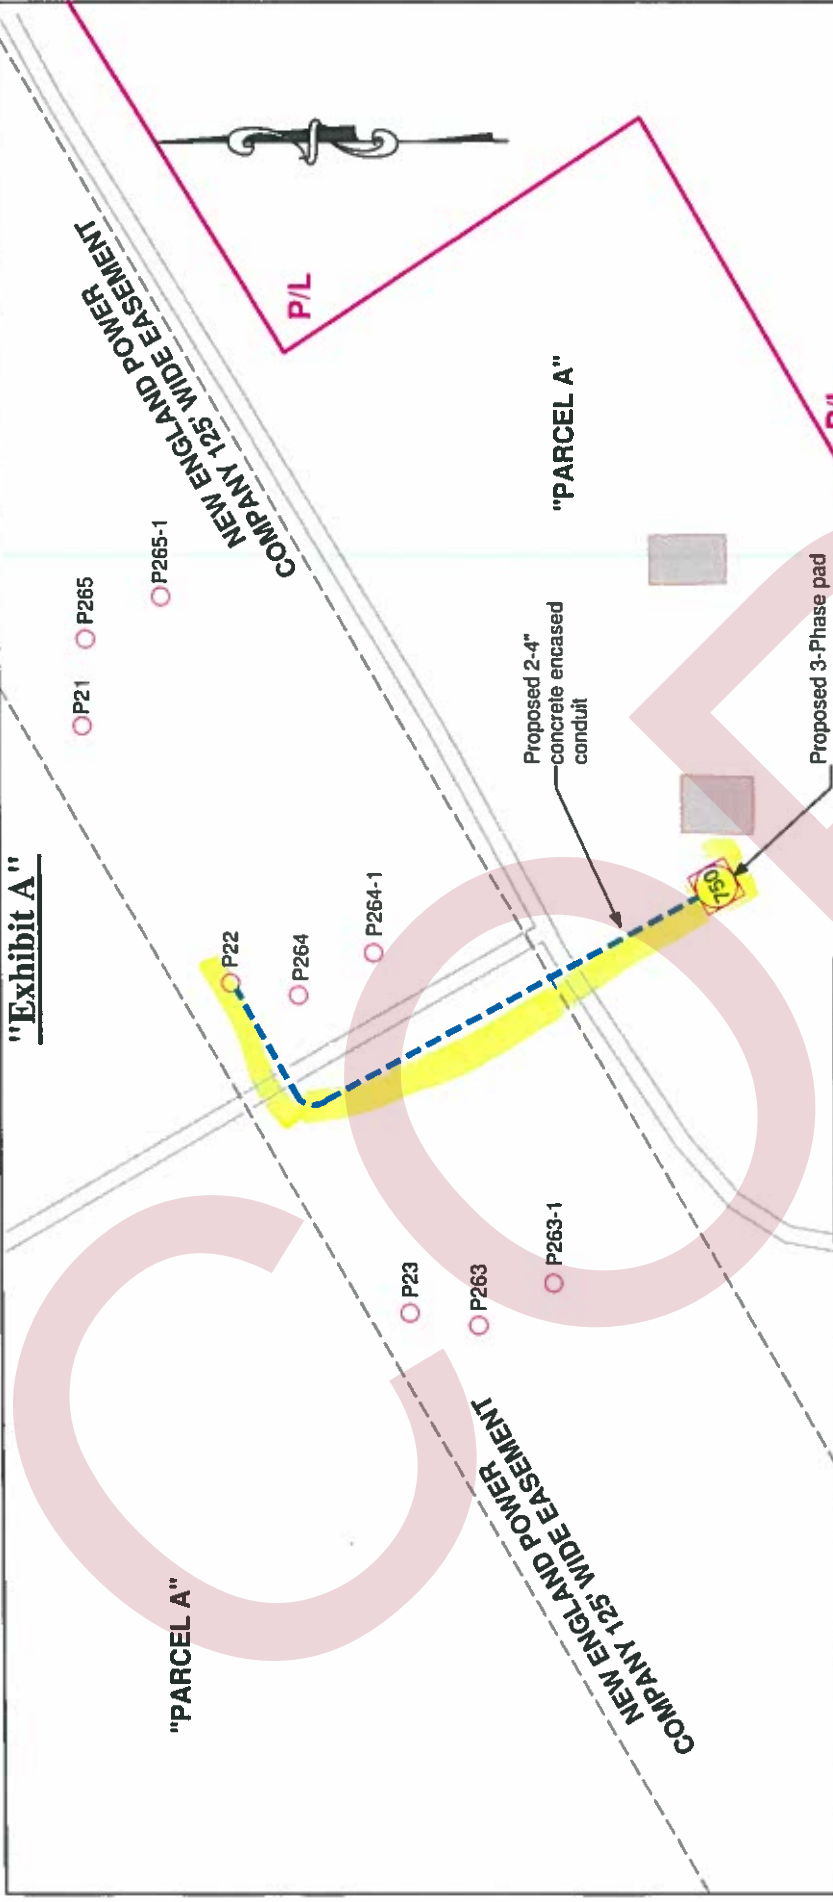 "Exhibit A"
P21
P265
P265-1
NEW ENGLAND POWER
COMPANY 125' WIDE EASEMENT
P/L
"PARCEL A"
P22
P264
P264-1
Proposed 2-4"
concrete encased
conduit
750
Proposed 3-Phase pad
P23
P263
P263-1
"PARCEL A"
NEW ENGLAND POWER
COMPANY 125' WIDE EASEMENT